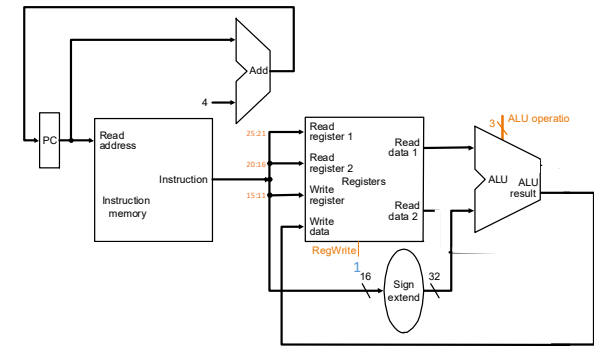 Add
4
PC
Read
address
Instruction
Instruction
memory
25:21
20:16
15:11
Read
register 1
Read
register 2
Write
register
Write
data
Registers
Read
data 1
Read
data 2
RegWrite
1
3
ALU operatio
ALU
ALU
result
16
Sign
extend
32